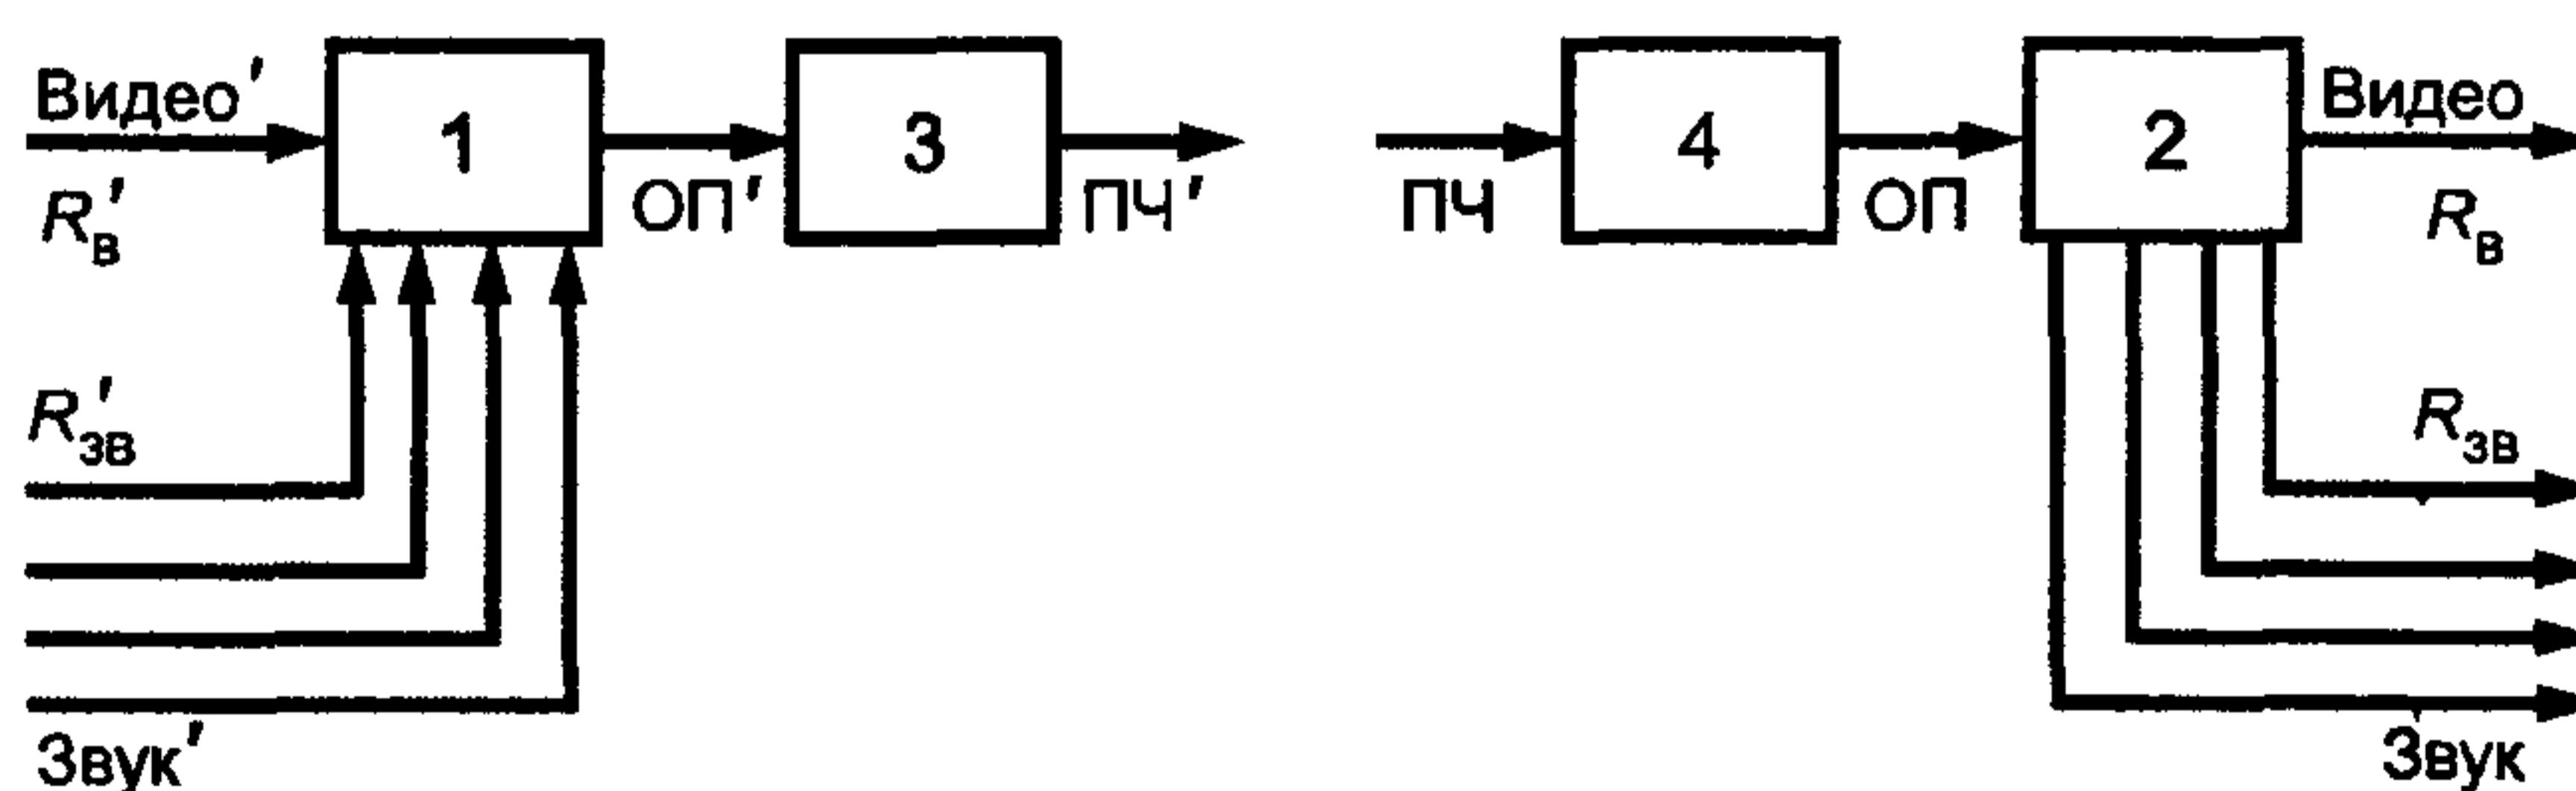 Видео′ 1 3 4 2 Видео
R′в ОП′ ПЧ′ ПЧ ОП Rв
R′зв Rзв
Звук′ Звук